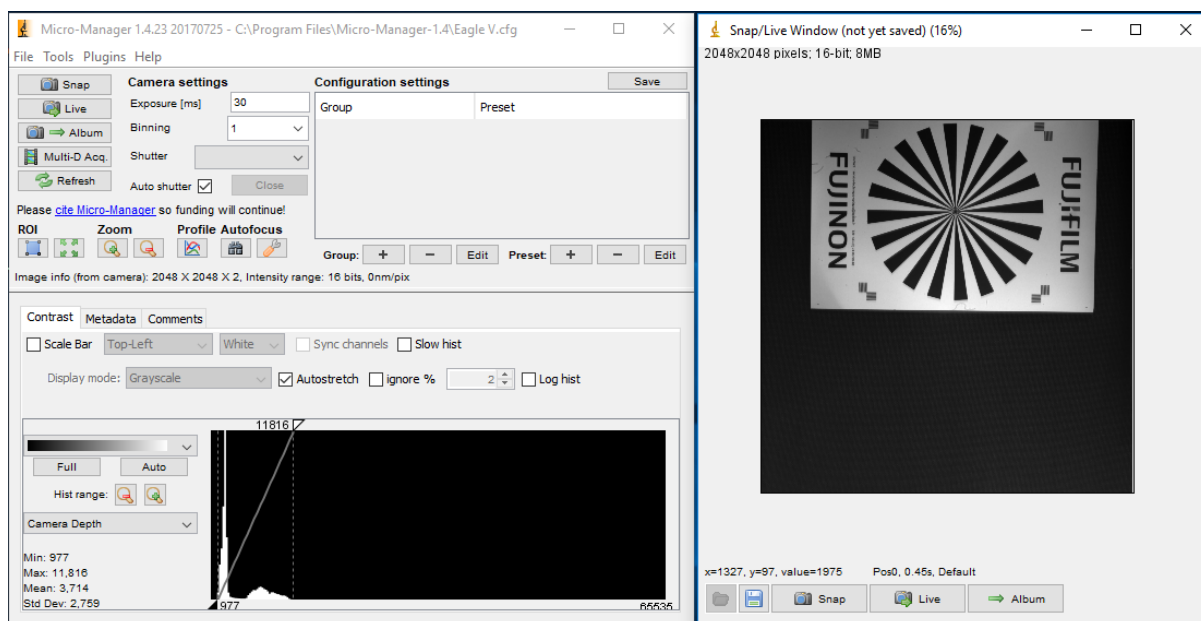 Micro-Manager 1.4.23 20170725 - C:\Program Files\Micro-Manager-1.4\Eagle V.cfg
File Tools Plugins Help
Snap
Live
Album
Multi-D Acq.
Refresh
Camera settings
Exposure [ms] 30
Binning 1
Shutter
Auto shutter Close
Configuration settings Save
Group Preset
Please cite Micro-Manager so funding will continue!
ROI Zoom Profile Autofocus
Group: + − Edit Preset: + − Edit
Image info (from camera): 2048 X 2048 X 2, Intensity range: 16 bits, 0nm/pix
Contrast Metadata Comments
Scale Bar Top-Left White Sync channels Slow hist
Display mode: Grayscale Autostretch ignore % 2 Log hist
11816
Full Auto
Hist range:
Camera Depth
Min: 977
Max: 11,816
Mean: 3,714
Std Dev: 2,759
977 65535
Snap/Live Window (not yet saved) (16%)
2048x2048 pixels; 16-bit; 8MB
FUJINON
FUJIFILM
x=1327, y=97, value=1975 Pos0, 0.45s, Default
Snap Live Album